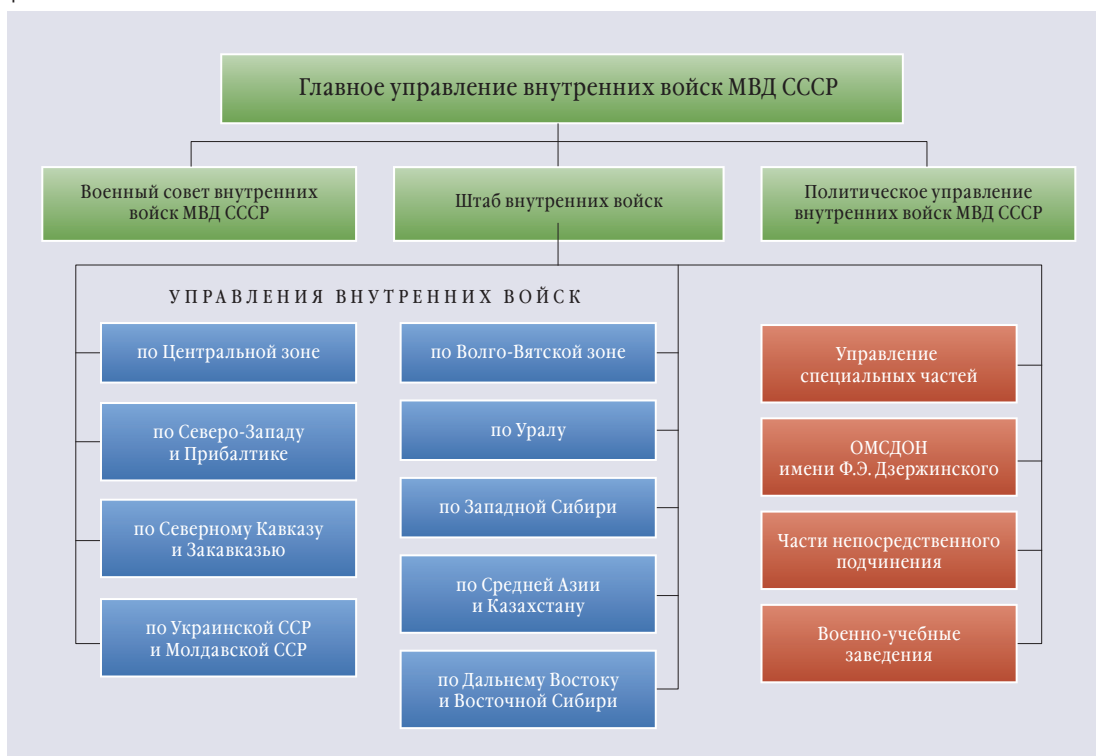 Главное управление внутренних войск МВД СССР
Военный совет внутренних
войск МВД СССР
Штаб внутренних войск
Политическое управление
внутренних войск МВД СССР
УПРАВЛЕНИЯ ВНУТРЕННИХ ВОЙСК
по Центральной зоне
по Северо-Западу
и Прибалтике
по Северному Кавказу
и Закавказью
по Украинской ССР
и Молдавской ССР
по Волго-Вятской зоне
по Уралу
по Западной Сибири
по Средней Азии
и Казахстану
по Дальнему Востоку
и Восточной Сибири
Управление
специальных частей
ОМСДОН
имени Ф.Э. Дзержинского
Части непосредственного
подчинения
Военно-учебные
заведения